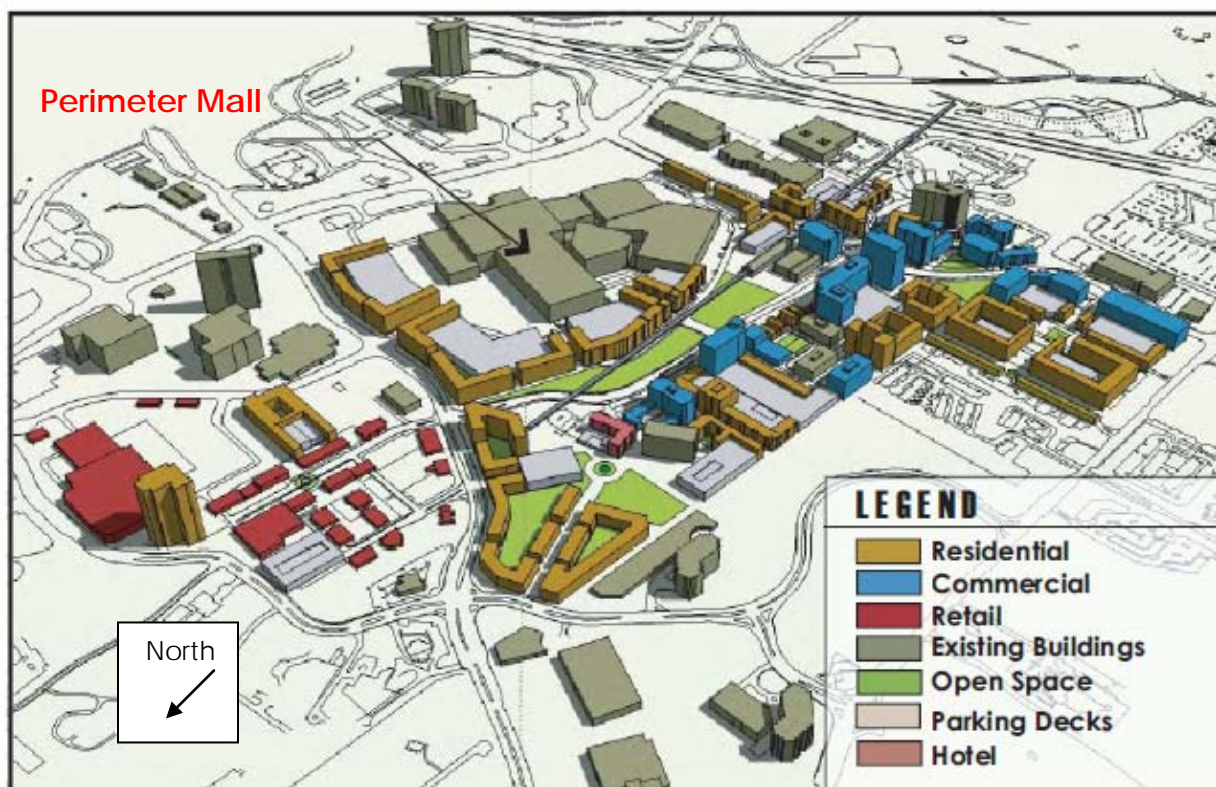 Perimeter Mall
North
LEGEND
Residential
Commercial
Retail
Existing Buildings
Open Space
Parking Decks
Hotel